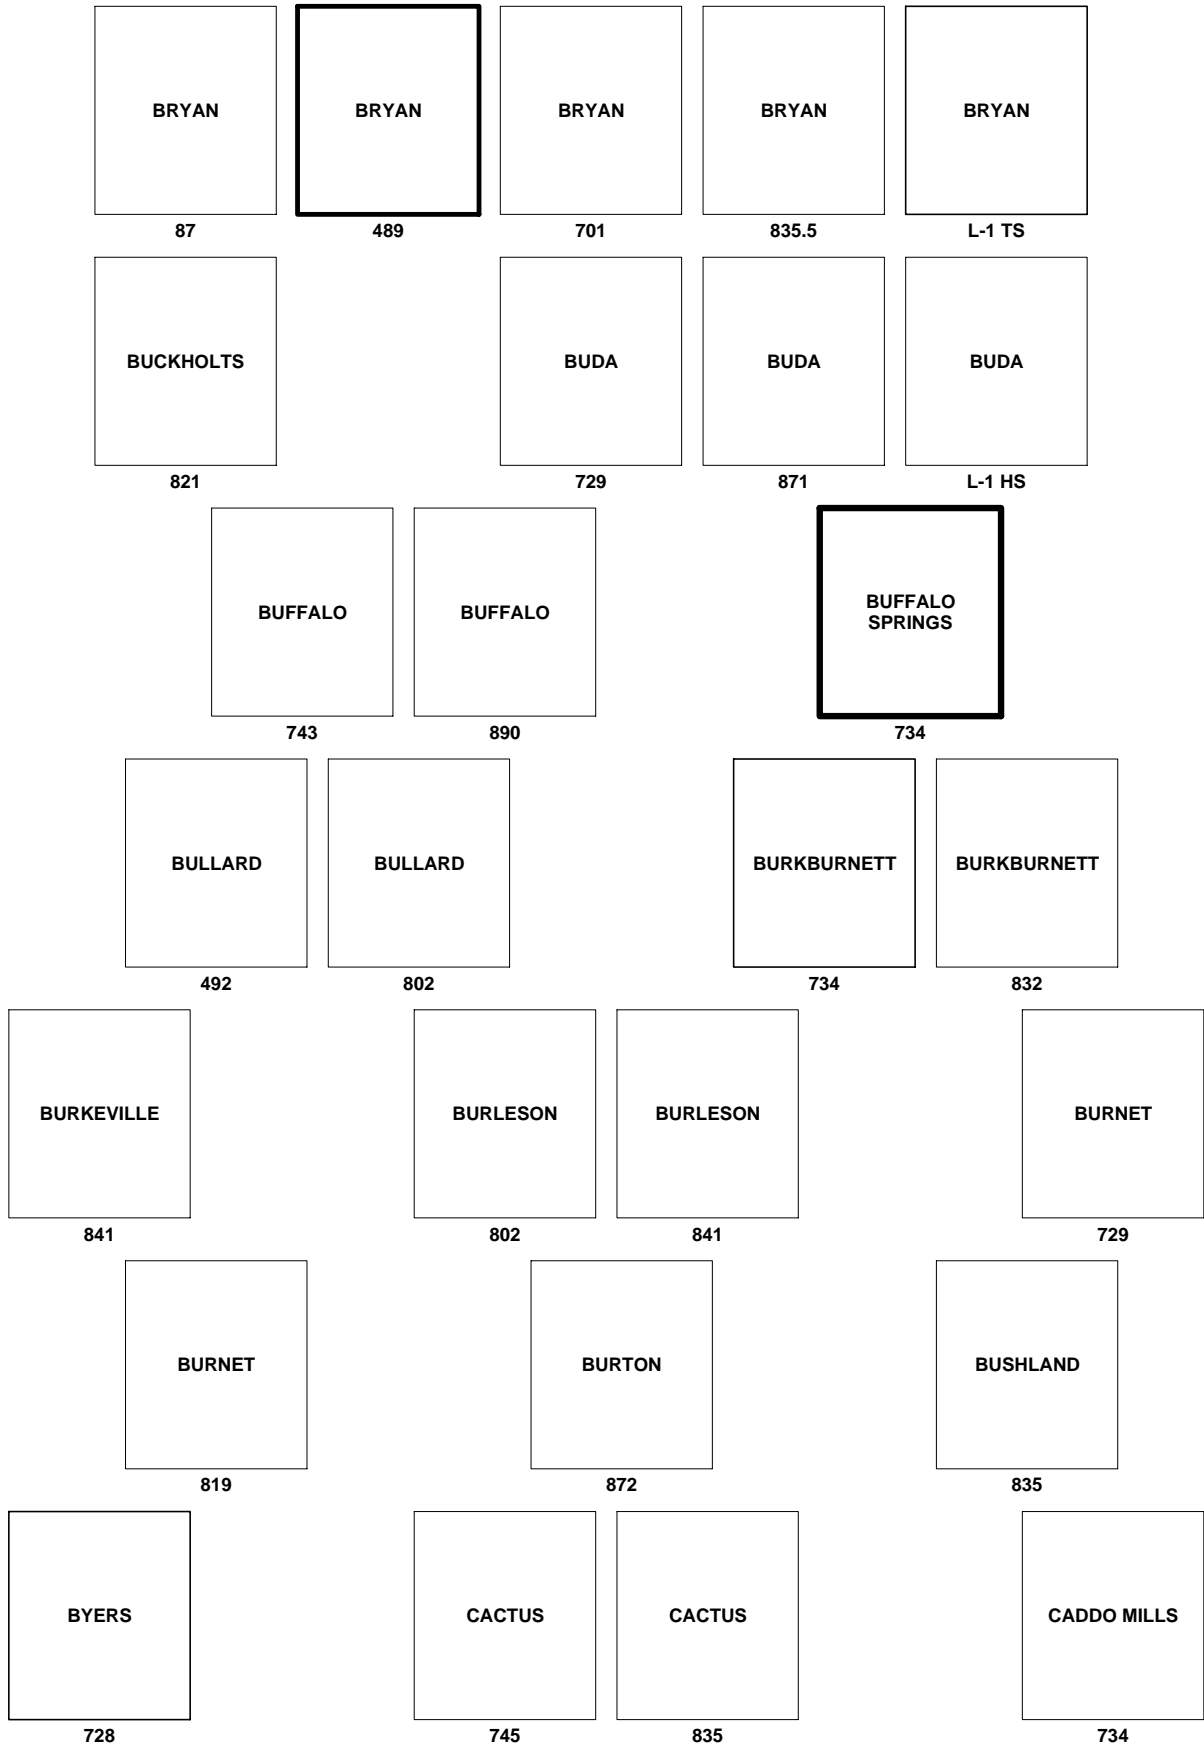 BRYAN BRYAN BRYAN BRYAN BRYAN
87 489 701 835.5 L-1 TS
BUCKHOLTS BUDA BUDA BUDA
821 729 871 L-1 HS
BUFFALO BUFFALO BUFFALO
SPRINGS
743 890 734
BULLARD BULLARD BURKBURNETT BURKBURNETT
492 802 734 832
BURKEVILLE BURLESON BURLESON BURNET
841 802 841 729
BURNET BURTON BUSHLAND
819 872 835
BYERS CACTUS CACTUS CADDO MILLS
728 745 835 734